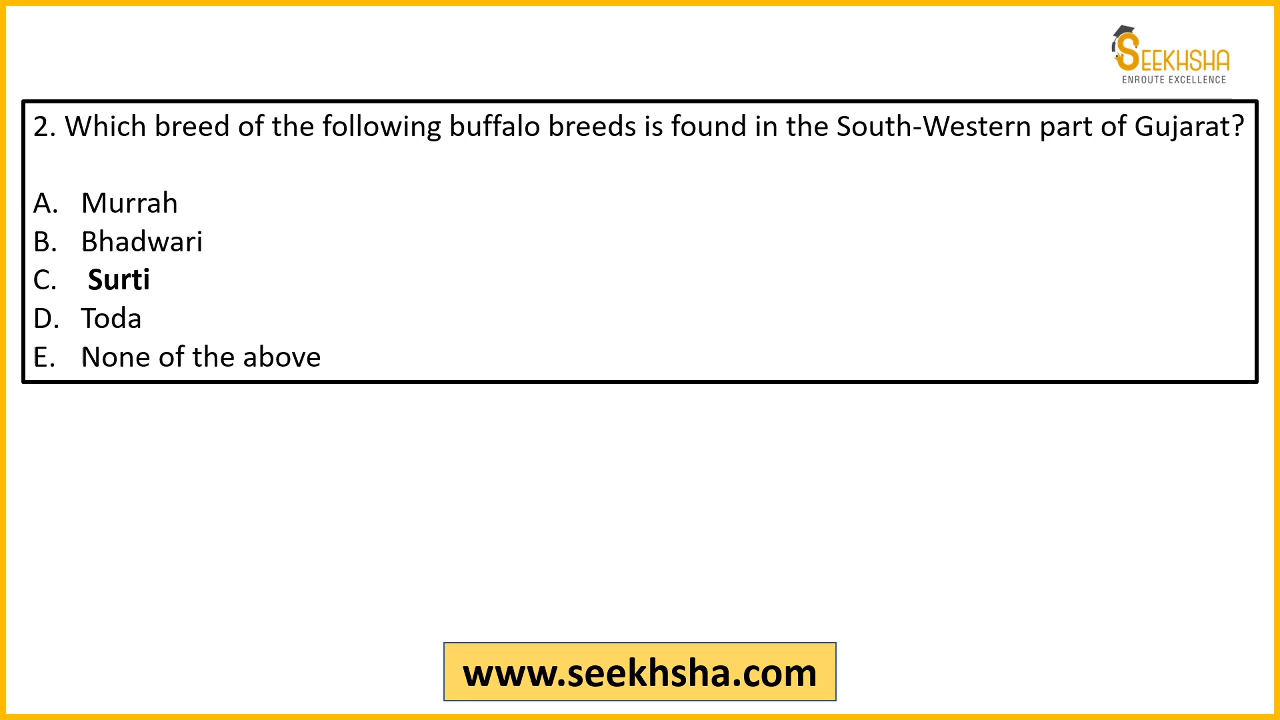 SEEKHSHA
ENROUTE EXCELLENCE
2. Which breed of the following buffalo breeds is found in the South-Western part of Gujarat?
A. Murrah
B. Bhadwari
C. Surti
D. Toda
E. None of the above
www.seekhsha.com